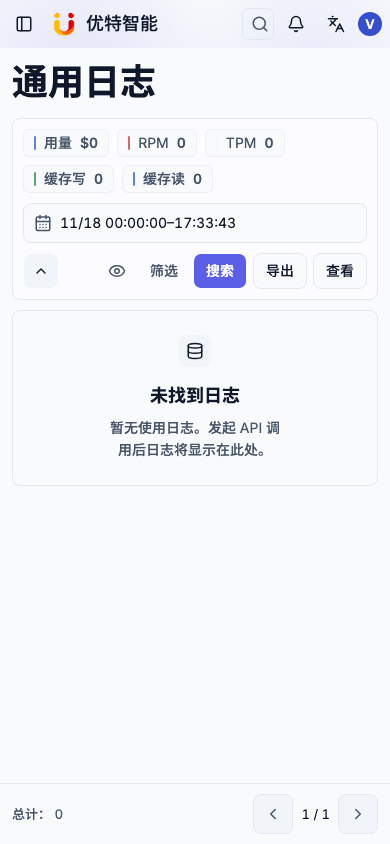 优特智能
V
通用日志
用量 $0
RPM 0
TPM 0
缓存写 0
缓存读 0
11/18 00:00:00–17:33:43
筛选
搜索
导出
查看
未找到日志
暂无使用日志。发起 API 调
用后日志将显示在此处。
总计： 0
1 / 1